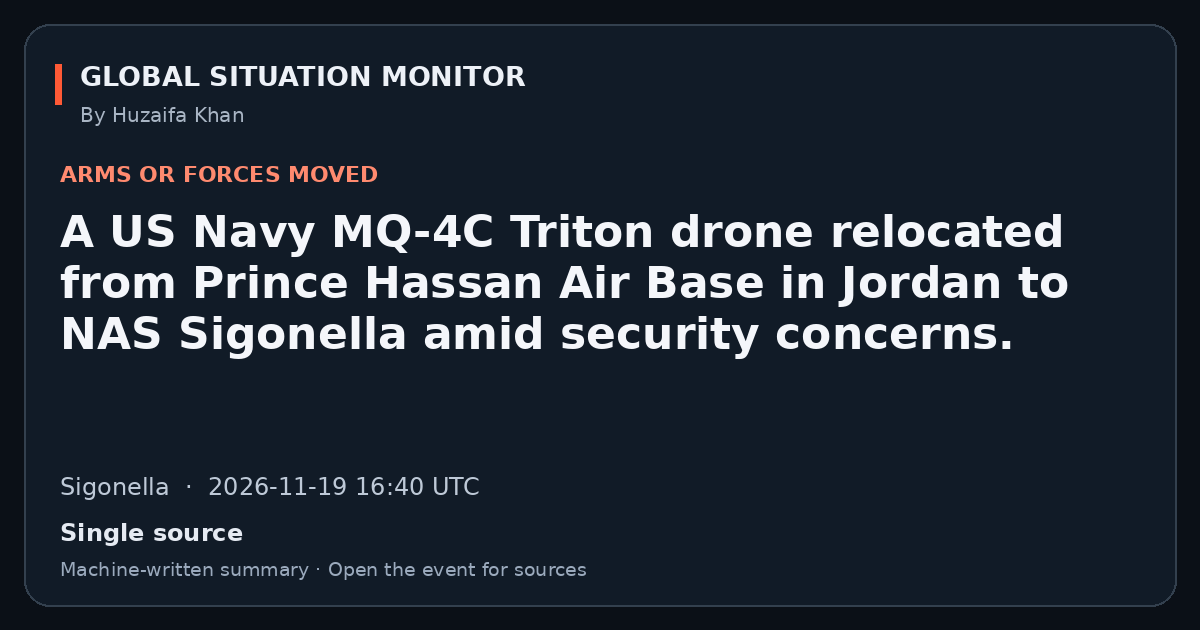 GLOBAL SITUATION MONITOR
By Huzaifa Khan
ARMS OR FORCES MOVED
A US Navy MQ-4C Triton drone relocated
from Prince Hassan Air Base in Jordan to
NAS Sigonella amid security concerns.
Sigonella · 2026-11-19 16:40 UTC
Single source
Machine-written summary · Open the event for sources